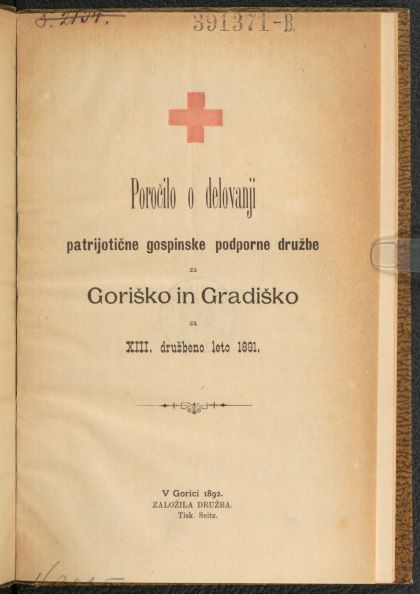 391371-B.
Poročilo o delovanji
patrijotične gospinske podporne družbe
za
Goriško in Gradiško
za
XIII. družbeno leto 1891.
V Gorici 1892.
ZALOŽILA DRUŽBA.
Tisk. Seitz.